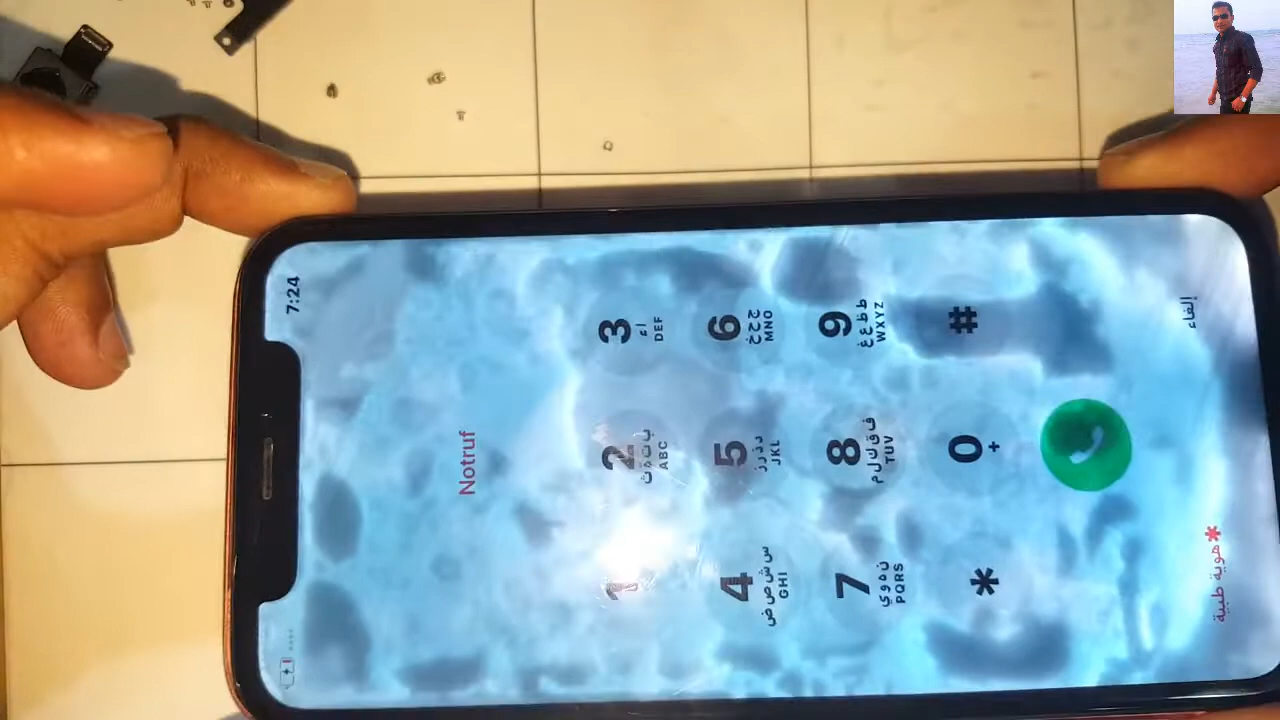 7:24
Notruf
1 2 3
ب ت ة ث ا ء
ABC DEF
4 5 6
س ش ص ض د ذ ر ز ج ح خ
GHI JKL MNO
7 8 9
ن ه و ي ف ق ك ل م ط ظ ع غ
PQRS TUV WXYZ
* 0 #
+
*هوية طبية إلغاء